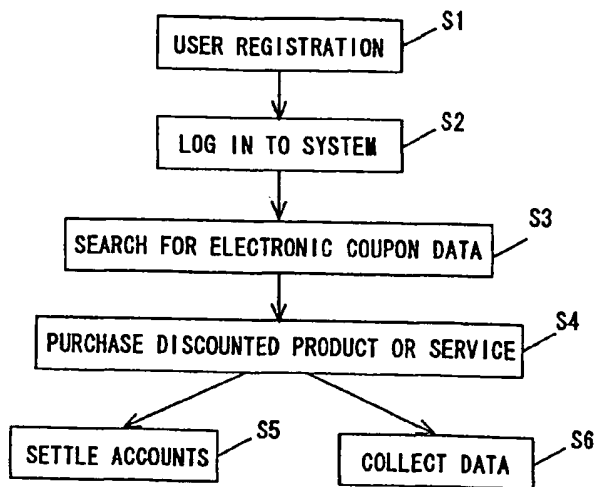 S1
USER REGISTRATION
S2
LOG IN TO SYSTEM
S3
SEARCH FOR ELECTRONIC COUPON DATA
S4
PURCHASE DISCOUNTED PRODUCT OR SERVICE
S5
SETTLE ACCOUNTS
S6
COLLECT DATA